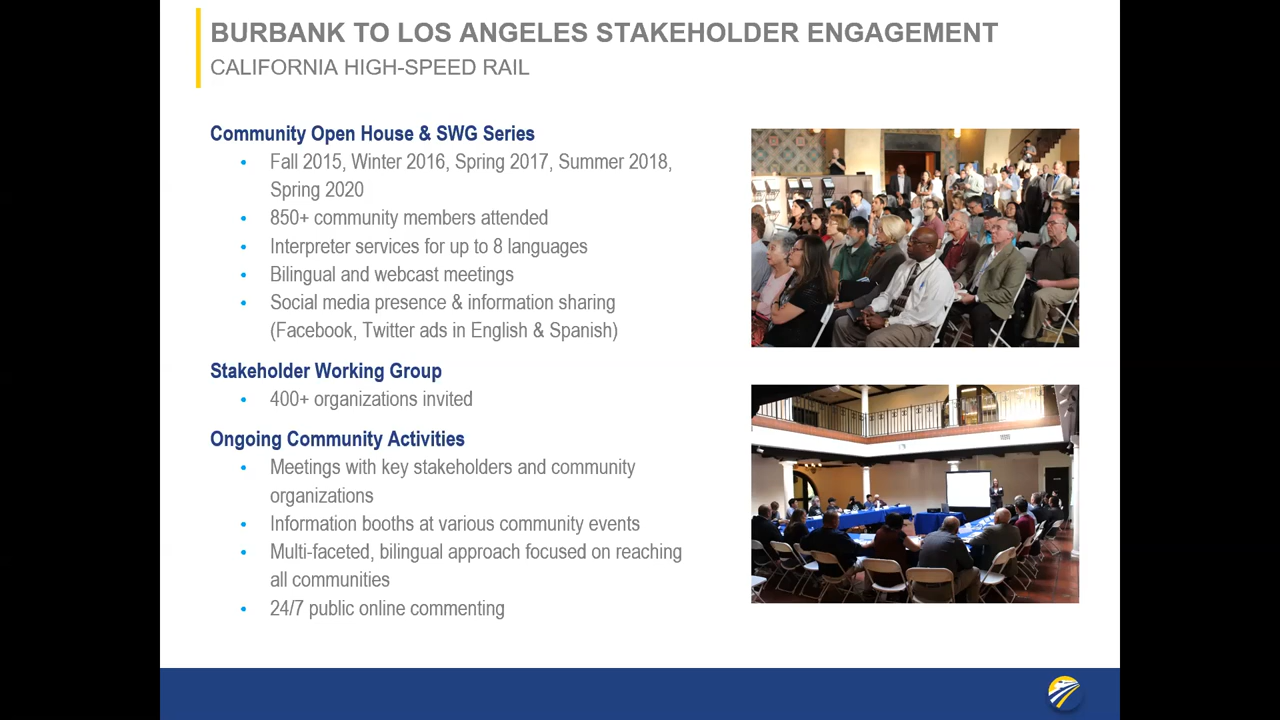 BURBANK TO LOS ANGELES STAKEHOLDER ENGAGEMENT
CALIFORNIA HIGH-SPEED RAIL
Community Open House & SWG Series
• Fall 2015, Winter 2016, Spring 2017, Summer 2018,
Spring 2020
• 850+ community members attended
• Interpreter services for up to 8 languages
• Bilingual and webcast meetings
• Social media presence & information sharing
(Facebook, Twitter ads in English & Spanish)
Stakeholder Working Group
• 400+ organizations invited
Ongoing Community Activities
• Meetings with key stakeholders and community
organizations
• Information booths at various community events
• Multi-faceted, bilingual approach focused on reaching
all communities
• 24/7 public online commenting